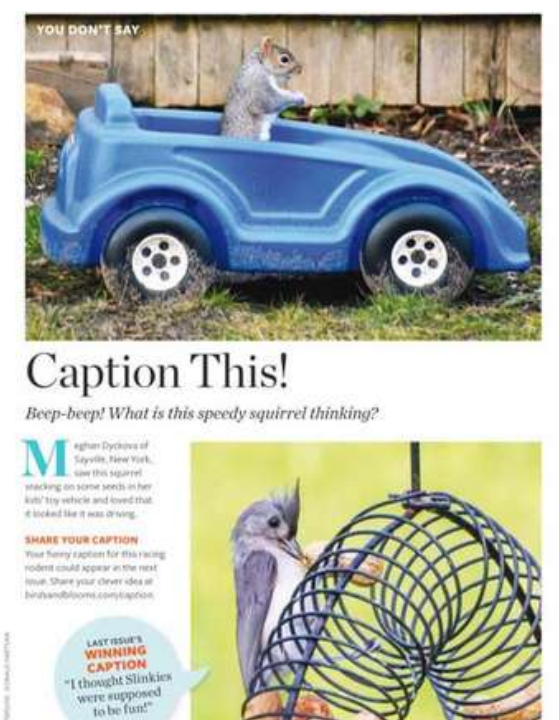 YOU DON'T SAY
Caption This!
Beep-beep! What is this speedy squirrel thinking?
Meghan Dyckova of
Sayville, New York,
saw this squirrel
snacking on some seeds in her
kids' toy vehicle and loved that
it looked like it was driving.
SHARE YOUR CAPTION
Your funny caption for this racing
rodent could appear in the next
issue. Share your clever idea at
birdsandblooms.com/caption.
LAST ISSUE'S
WINNING
CAPTION
"I thought Slinkies
were supposed
to be fun!"